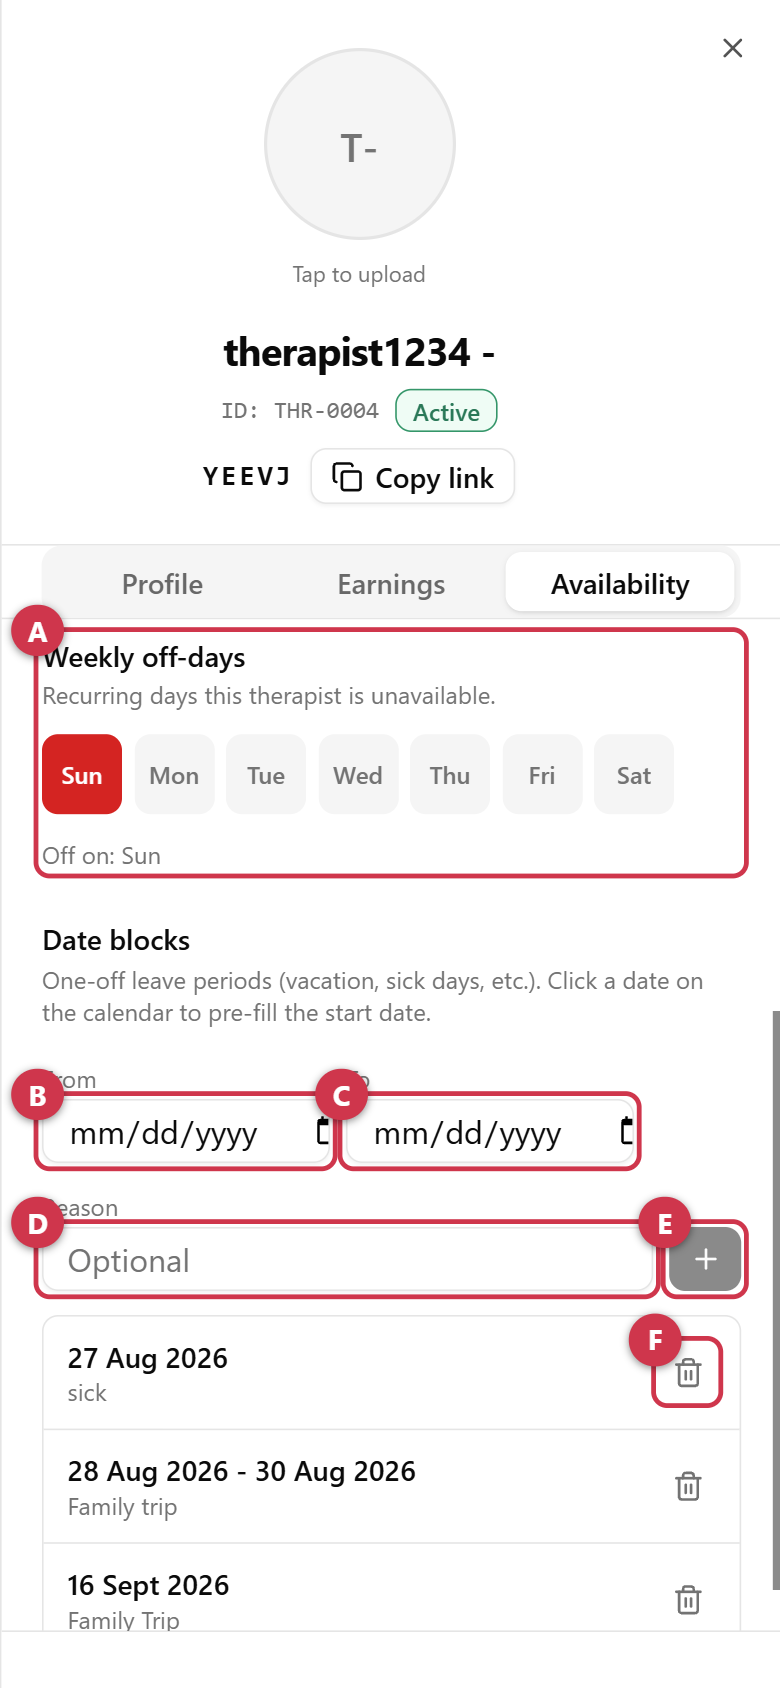 T-
Tap to upload
therapist1234 -
ID: THR-0004 Active
YEEVJ Copy link
Profile Earnings Availability
A
Weekly off-days
Recurring days this therapist is unavailable.
Sun Mon Tue Wed Thu Fri Sat
Off on: Sun
Date blocks
One-off leave periods (vacation, sick days, etc.). Click a date on
the calendar to pre-fill the start date.
B C
mm/dd/yyyy mm/dd/yyyy
D E
Optional +
F
27 Aug 2026
sick
28 Aug 2026 - 30 Aug 2026
Family trip
16 Sept 2026
Family Trip